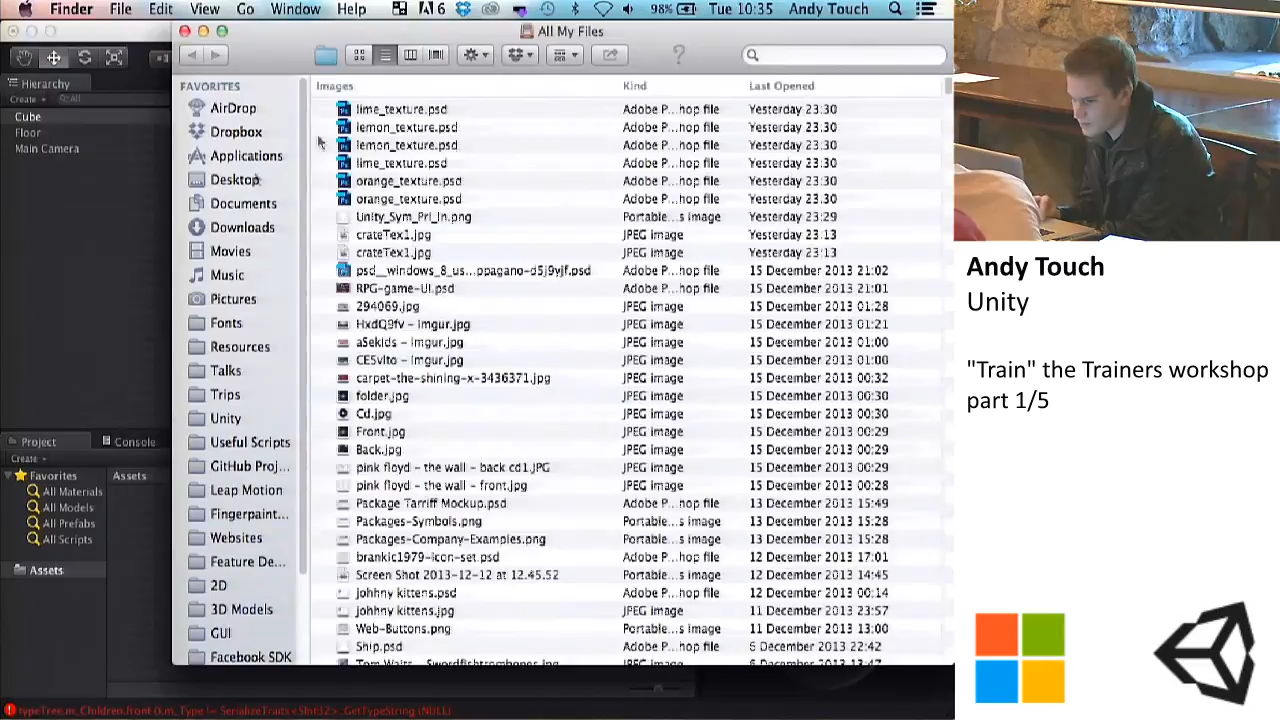 Finder File Edit View Go Window Help 6 98% Tue 10:35 Andy Touch
All My Files
Hierarchy
Create All
Cube
Floor
Main Camera
FAVORITES
AirDrop
Dropbox
Applications
Desktop
Documents
Downloads
Movies
Music
Pictures
Fonts
Resources
Talks
Trips
Unity
Useful Scripts
GitHub Proj...
Leap Motion
Fingerpaint...
Websites
Feature De...
2D
3D Models
GUI
Facebook SDK
Images Kind Last Opened
lime_texture.psd Adobe P...hop file Yesterday 23:30
lemon_texture.psd Adobe P...hop file Yesterday 23:30
lemon_texture.psd Adobe P...hop file Yesterday 23:30
lime_texture.psd Adobe P...hop file Yesterday 23:30
orange_texture.psd Adobe P...hop file Yesterday 23:30
orange_texture.psd Adobe P...hop file Yesterday 23:30
Unity_Sym_Pri_In.png Portable...s image Yesterday 23:29
crateTex1.jpg JPEG image Yesterday 23:13
crateTex1.jpg JPEG image Yesterday 23:13
psd__windows_8_us...ppagano-d5j9yjf.psd Adobe P...hop file 15 December 2013 21:02
RPG-game-UI.psd Adobe P...hop file 15 December 2013 21:01
294069.jpg JPEG image 15 December 2013 01:28
HxdQ9fv - Imgur.jpg JPEG image 15 December 2013 01:21
aSekids - Imgur.jpg JPEG image 15 December 2013 01:00
CESvIto - Imgur.jpg JPEG image 15 December 2013 01:00
carpet-the-shining-x-3436371.jpg JPEG image 15 December 2013 00:32
folder.jpg JPEG image 15 December 2013 00:30
Cd.jpg JPEG image 15 December 2013 00:30
Front.jpg JPEG image 15 December 2013 00:29
Back.jpg JPEG image 15 December 2013 00:29
pink floyd - the wall - back cd1.JPG JPEG image 15 December 2013 00:29
pink floyd - the wall - front.jpg JPEG image 15 December 2013 00:28
Package Tarriff Mockup.psd Adobe P...hop file 13 December 2013 15:49
Packages-Symbols.png Portable...s image 13 December 2013 15:28
Packages-Company-Examples.png Portable...s image 13 December 2013 15:28
brankic1979-icon-set.psd Adobe P...hop file 12 December 2013 17:01
Screen Shot 2013-12-12 at 12.45.52 Portable...s image 12 December 2013 14:45
johhny kittens.psd Adobe P...hop file 12 December 2013 00:14
johhny kittens.jpg JPEG image 11 December 2013 23:57
Web-Buttons.png Portable...s image 11 December 2013 13:00
Ship.psd Adobe P...hop file 6 December 2013 22:42
Tom Waits - Swordfishtrombones.jpg JPEG image 6 December 2013 13:47
Project Console
Create
Favorites Assets
All Materials
All Models
All Prefabs
All Scripts
Assets
Andy Touch
Unity
"Train" the Trainers workshop
part 1/5